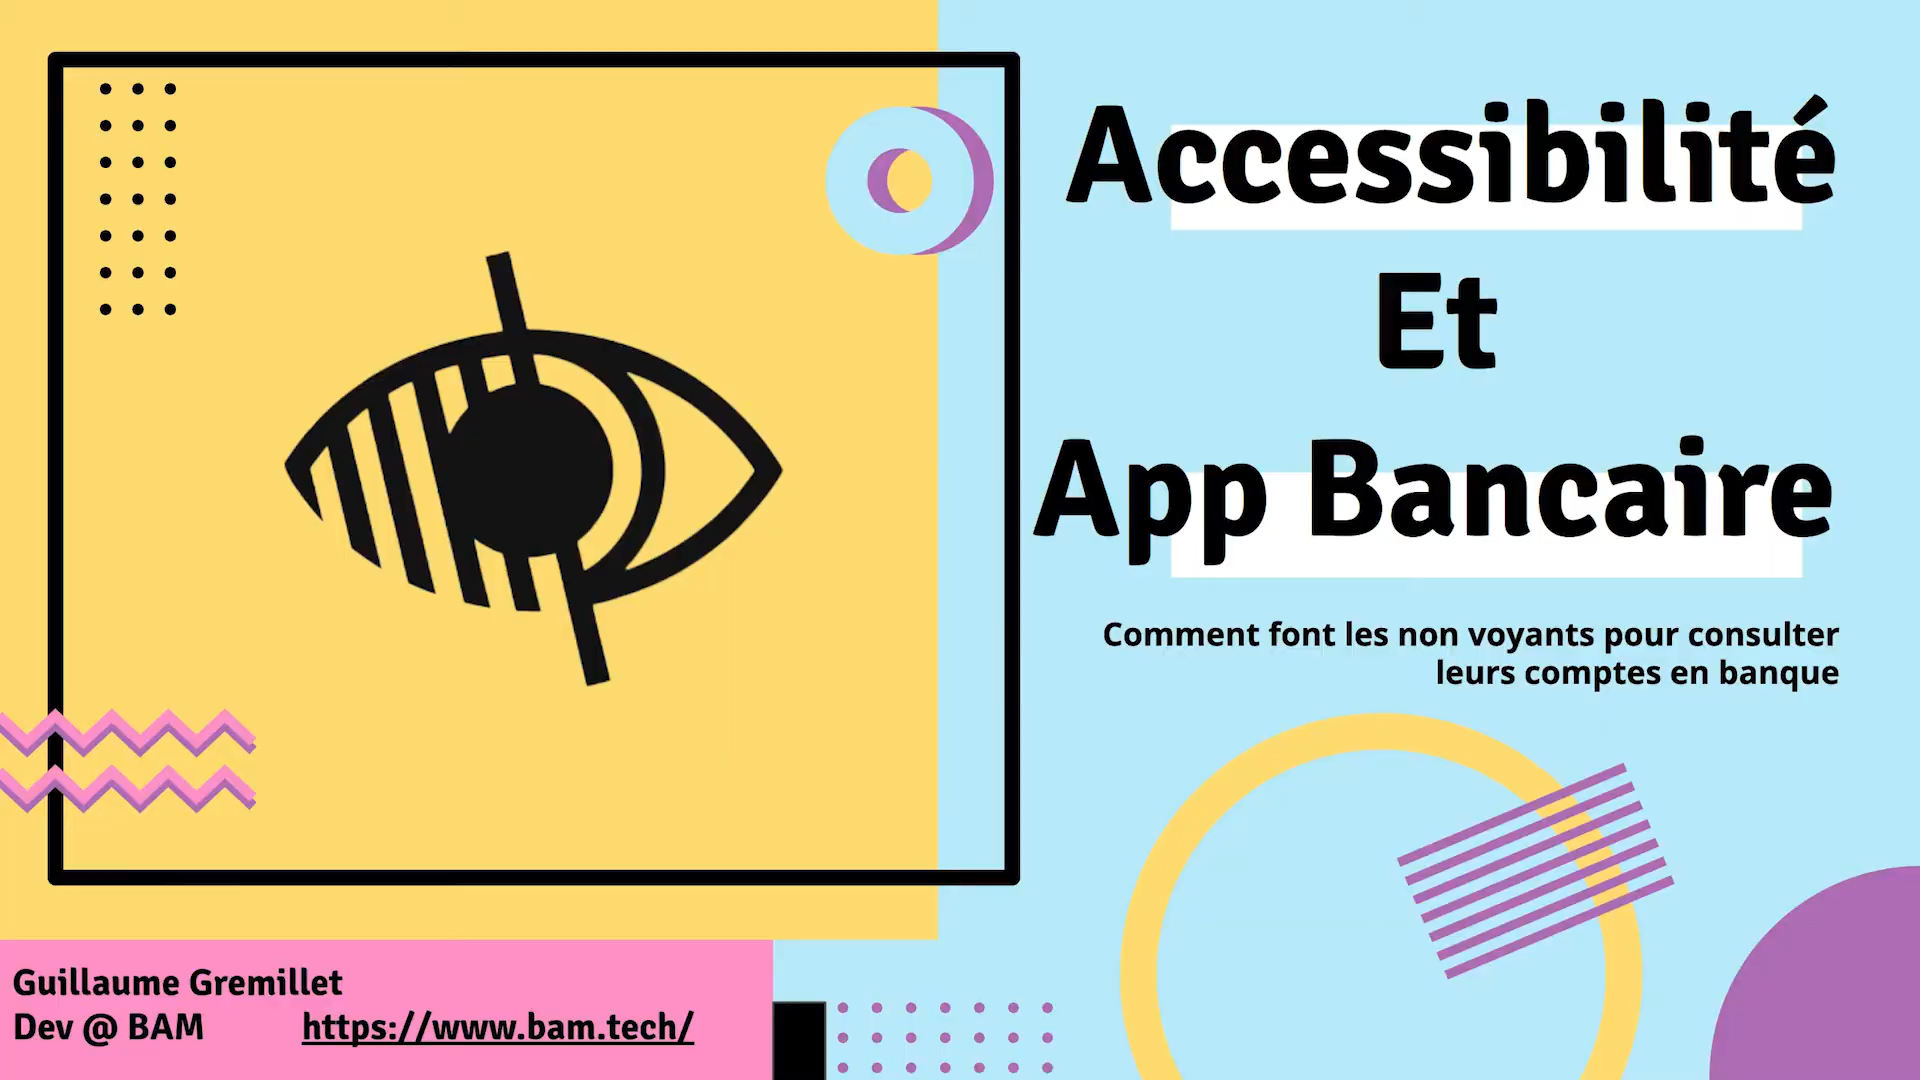 Accessibilité
Et
App Bancaire
Comment font les non voyants pour consulter
leurs comptes en banque
Guillaume Gremillet
Dev @ BAM https://www.bam.tech/